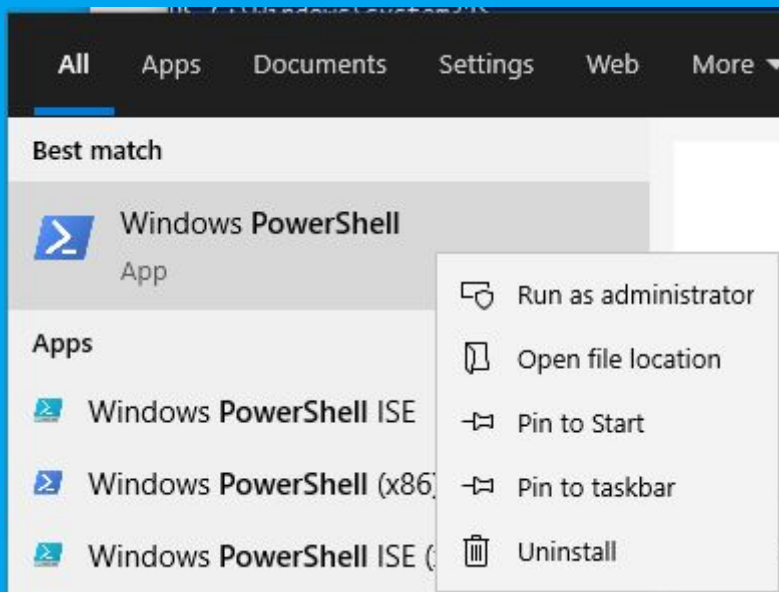 All Apps Documents Settings Web More
Best match
Windows PowerShell
App
Run as administrator
Open file location
Pin to Start
Pin to taskbar
Uninstall
Apps
Windows PowerShell ISE
Windows PowerShell (x86)
Windows PowerShell ISE (